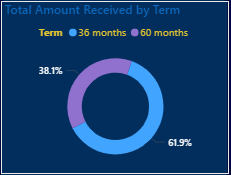 Total Amount Received by Term
Term 36 months 60 months
38.1%
61.9%